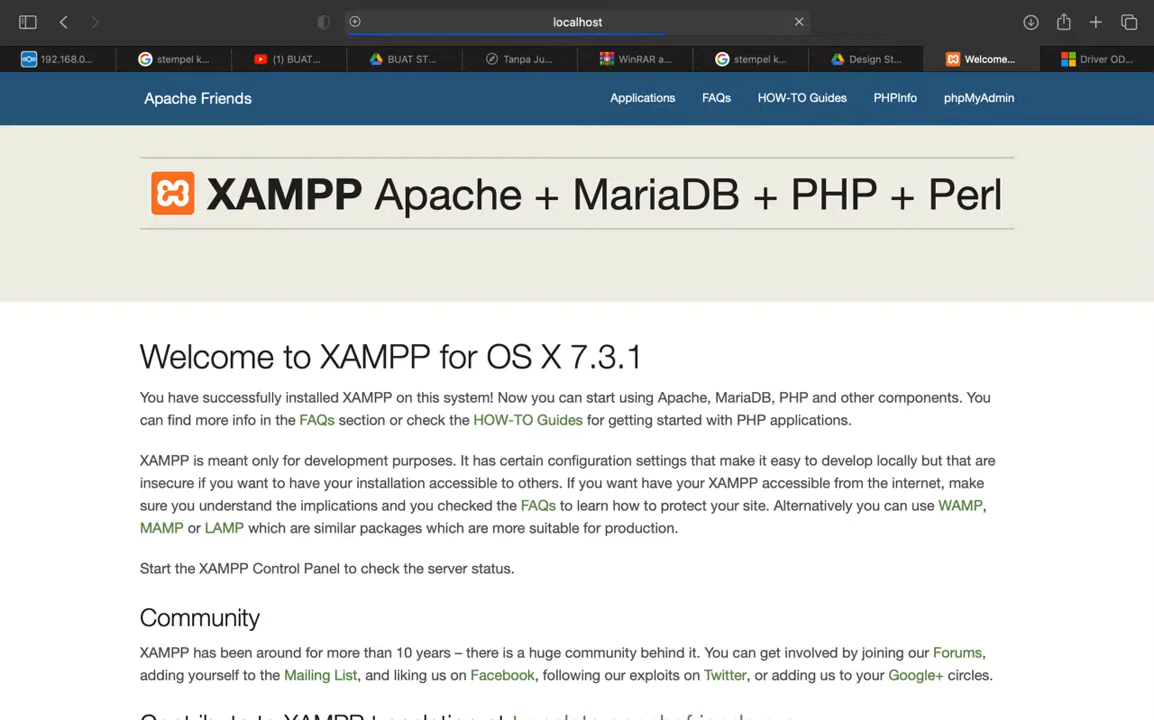 localhost
192.168.0...
stempel k...
(1) BUAT...
BUAT ST...
Tanpa Ju...
WinRAR a...
stempel k...
Design St...
Welcome...
Driver OD...
Apache Friends
Applications
FAQs
HOW-TO Guides
PHPInfo
phpMyAdmin
XAMPP Apache + MariaDB + PHP + Perl
Welcome to XAMPP for OS X 7.3.1
You have successfully installed XAMPP on this system! Now you can start using Apache, MariaDB, PHP and other components. You
can find more info in the FAQs section or check the HOW-TO Guides for getting started with PHP applications.
XAMPP is meant only for development purposes. It has certain configuration settings that make it easy to develop locally but that are
insecure if you want to have your installation accessible to others. If you want have your XAMPP accessible from the internet, make
sure you understand the implications and you checked the FAQs to learn how to protect your site. Alternatively you can use WAMP,
MAMP or LAMP which are similar packages which are more suitable for production.
Start the XAMPP Control Panel to check the server status.
Community
XAMPP has been around for more than 10 years – there is a huge community behind it. You can get involved by joining our Forums,
adding yourself to the Mailing List, and liking us on Facebook, following our exploits on Twitter, or adding us to your Google+ circles.
Contribute to XAMPP translation at